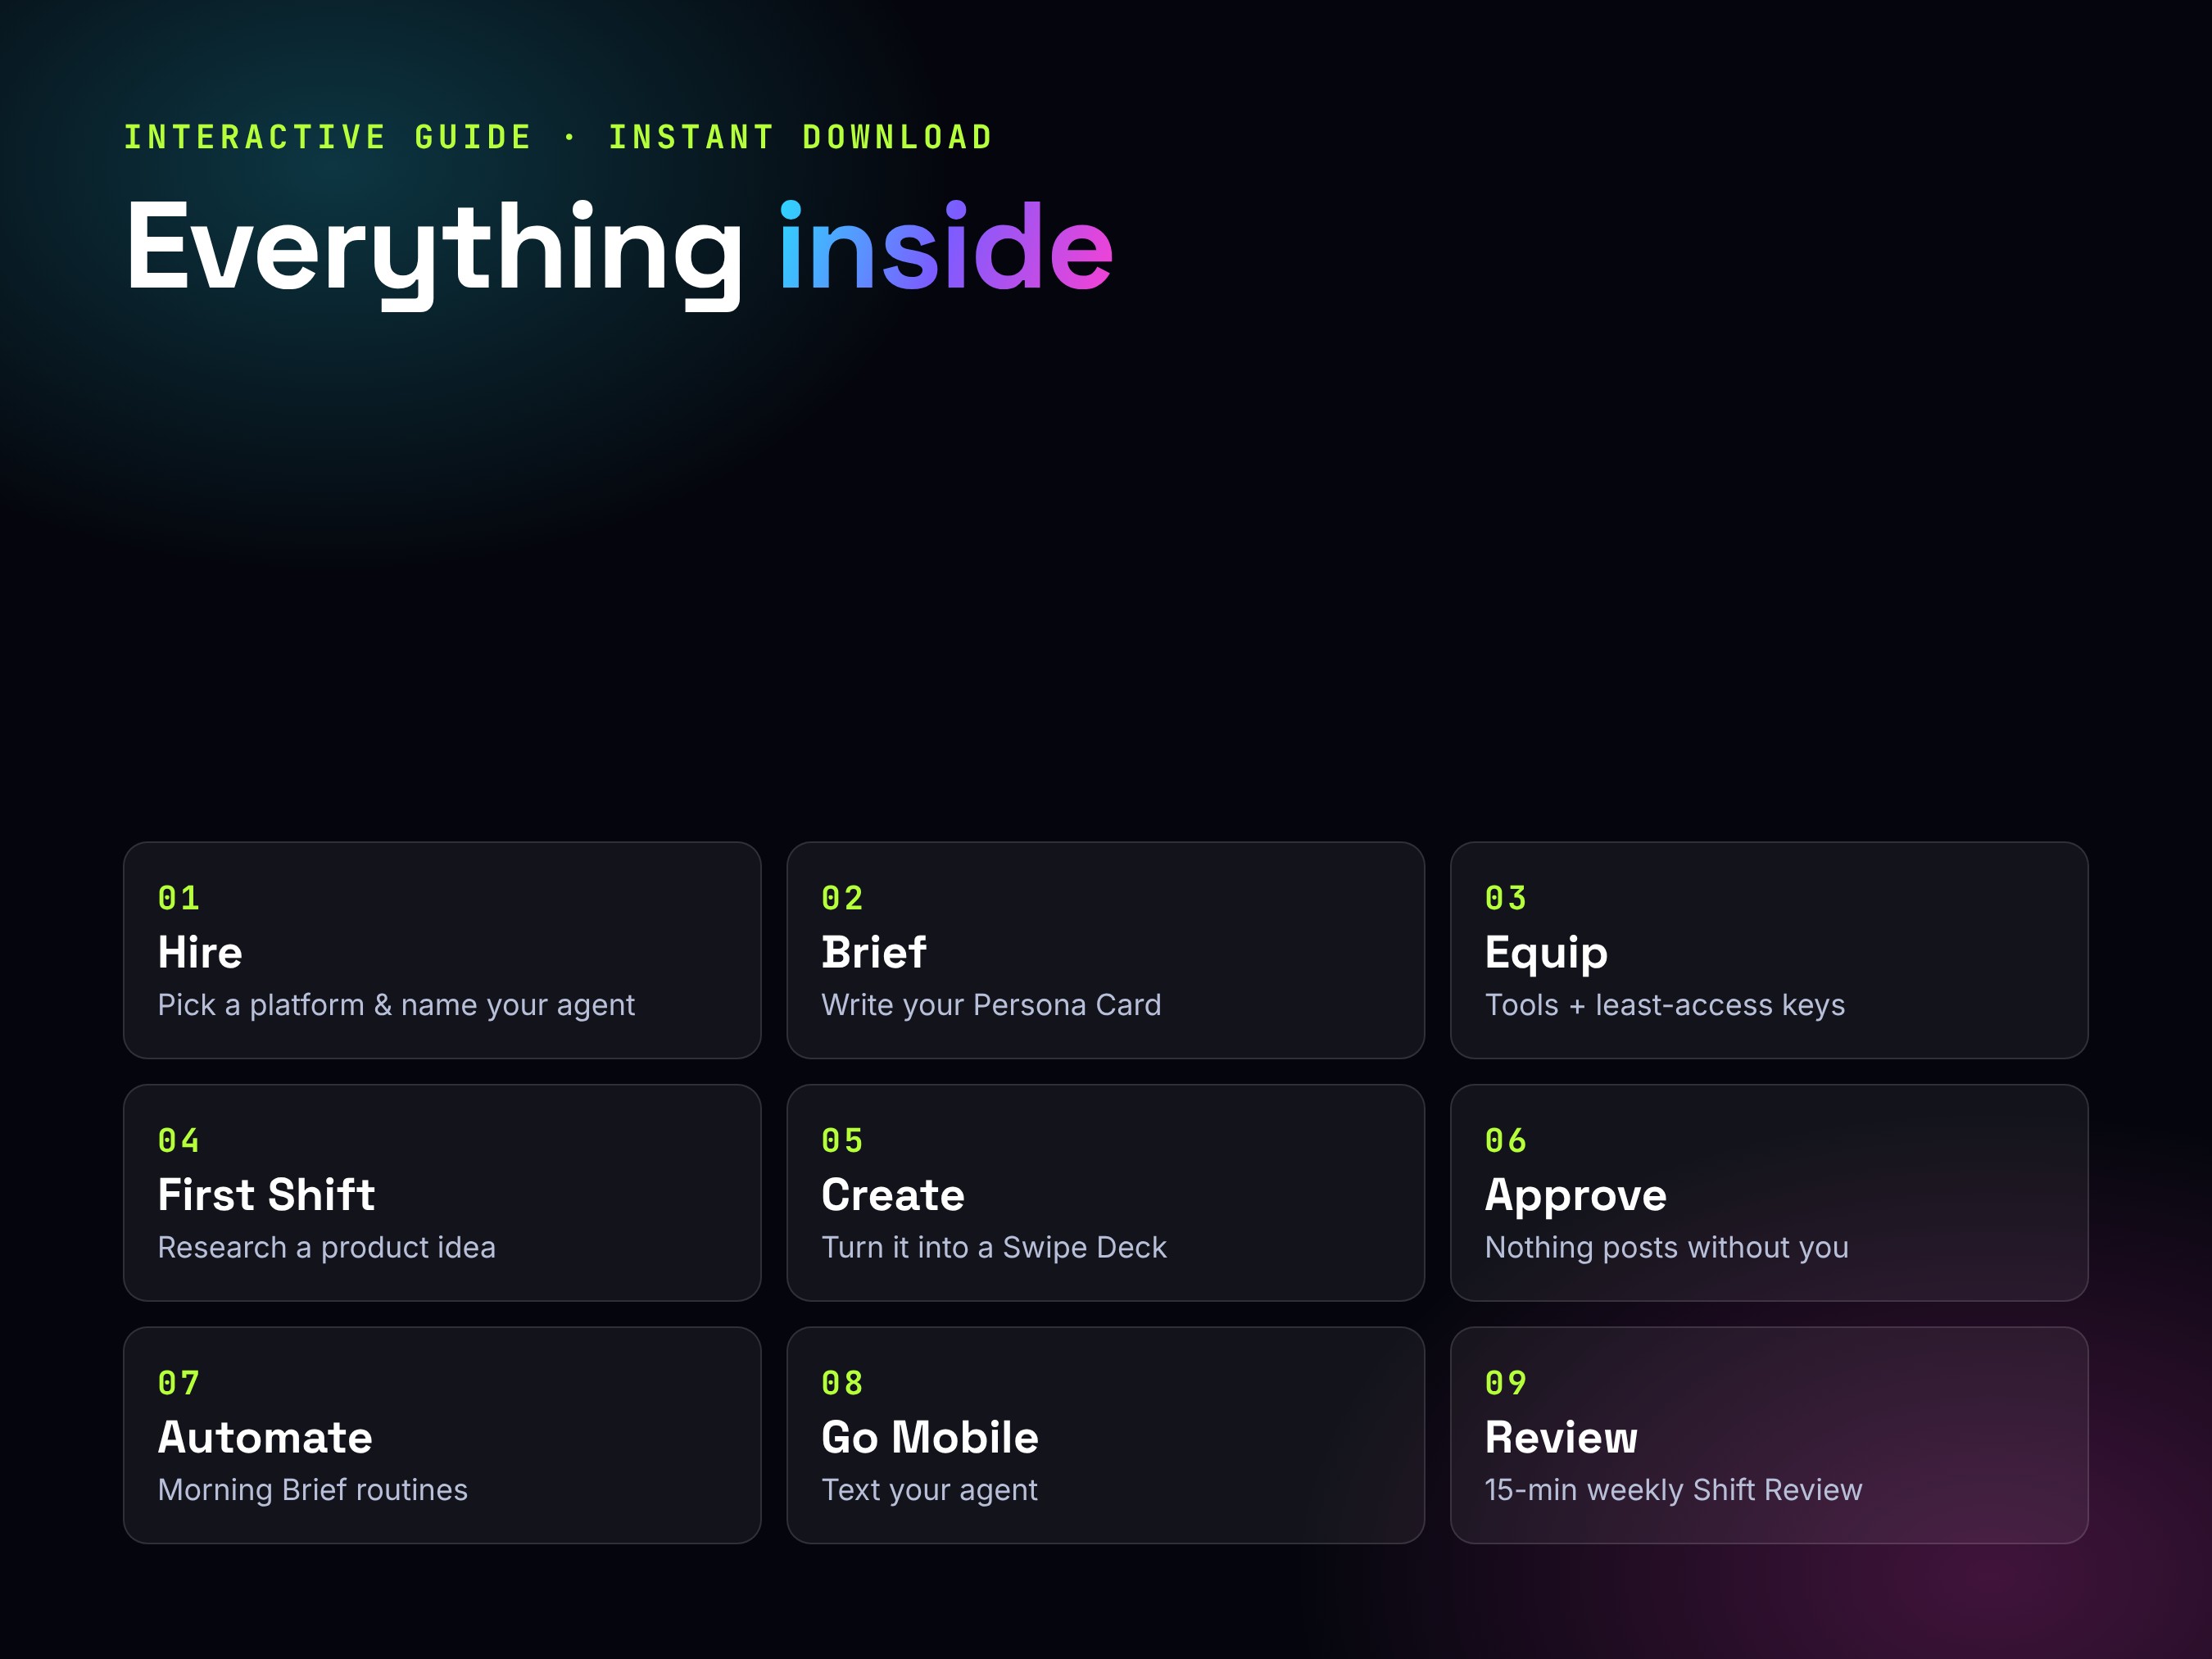 INTERACTIVE GUIDE · INSTANT DOWNLOAD
Everything inside
01
Hire
Pick a platform & name your agent
02
Brief
Write your Persona Card
03
Equip
Tools + least-access keys
04
First Shift
Research a product idea
05
Create
Turn it into a Swipe Deck
06
Approve
Nothing posts without you
07
Automate
Morning Brief routines
08
Go Mobile
Text your agent
09
Review
15-min weekly Shift Review